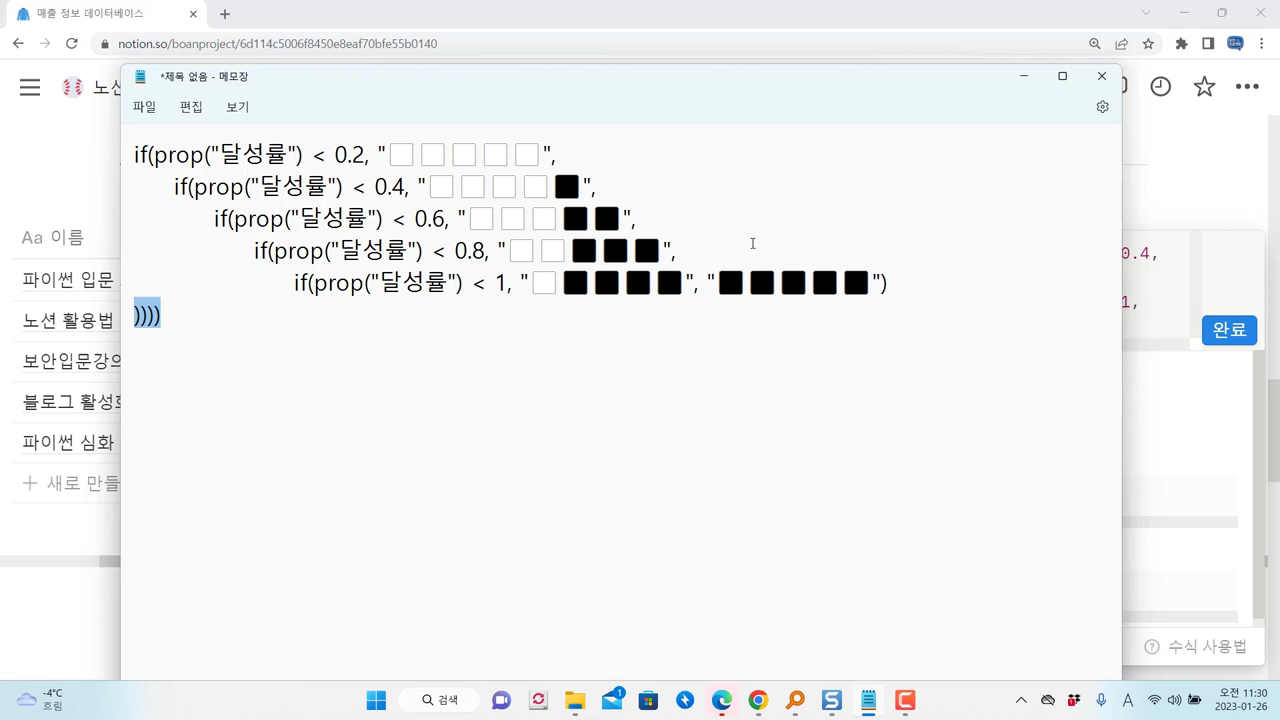 매출 정보 데이터베이스
notion.so/boanproject/6d114c5006f8450e8eaf70bfe55b0140
노션
*제목 없음 - 메모장
파일 편집 보기
if(prop("달성률") < 0.2, "⬜⬜⬜⬜⬜",
if(prop("달성률") < 0.4, "⬜⬜⬜⬜⬛",
if(prop("달성률") < 0.6, "⬜⬜⬜⬛⬛",
if(prop("달성률") < 0.8, "⬜⬜⬛⬛⬛",
if(prop("달성률") < 1, "⬜⬛⬛⬛⬛", "⬛⬛⬛⬛⬛")
))))
Aa 이름
파이썬 입문
노션 활용법
보안입문강의
블로그 활성화
파이썬 심화
+ 새로 만들
0.4,
1,
완료
수식 사용법
-4°C
흐림
검색
1
A
오전 11:30
2023-01-26